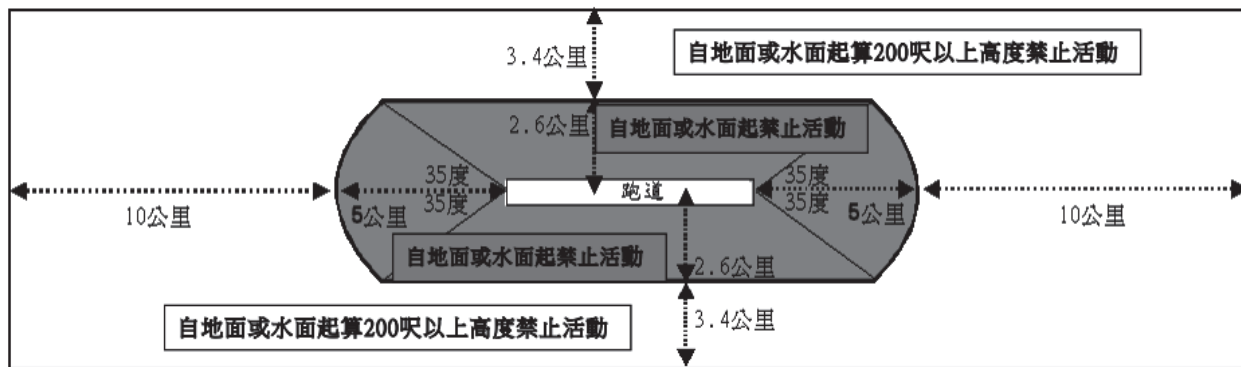 3.4公里
自地面或水面起算200呎以上高度禁止活動
2.6公里
自地面或水面起禁止活動
35度
跑道
35度
10公里
5公里
35度
35度
5公里
10公里
自地面或水面起禁止活動
2.6公里
自地面或水面起算200呎以上高度禁止活動
3.4公里